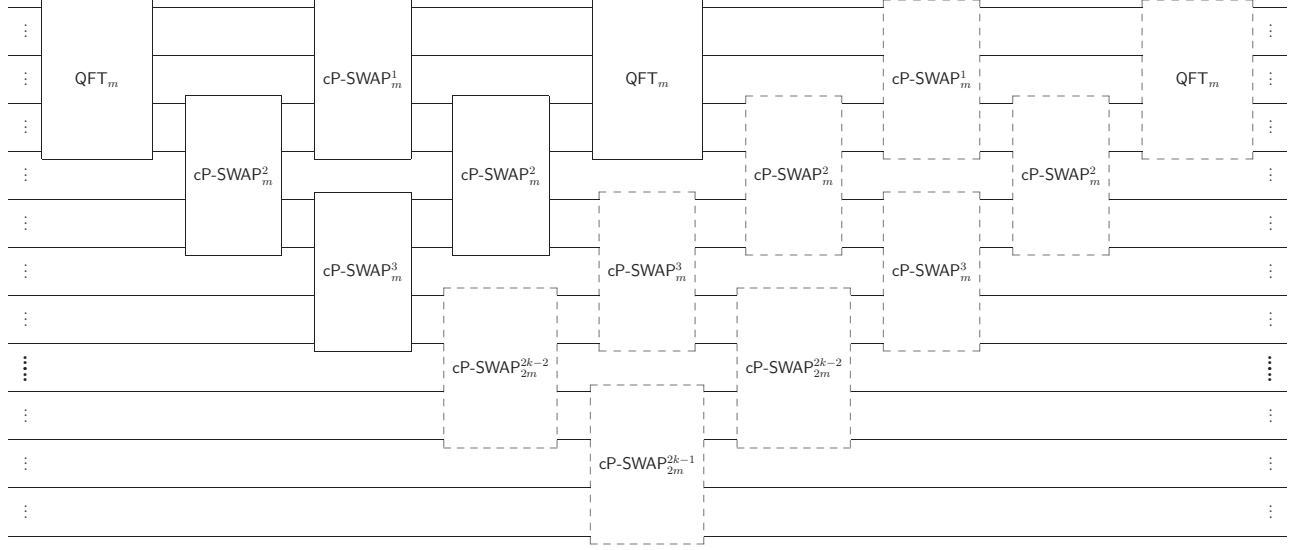 QFT_m
cP-SWAP^1_m
QFT_m
cP-SWAP^1_m
QFT_m
cP-SWAP^2_m
cP-SWAP^2_m
cP-SWAP^2_m
cP-SWAP^2_m
cP-SWAP^3_m
cP-SWAP^3_m
cP-SWAP^3_m
cP-SWAP^{2k-2}_{2m}
cP-SWAP^{2k-2}_{2m}
cP-SWAP^{2k-1}_{2m}